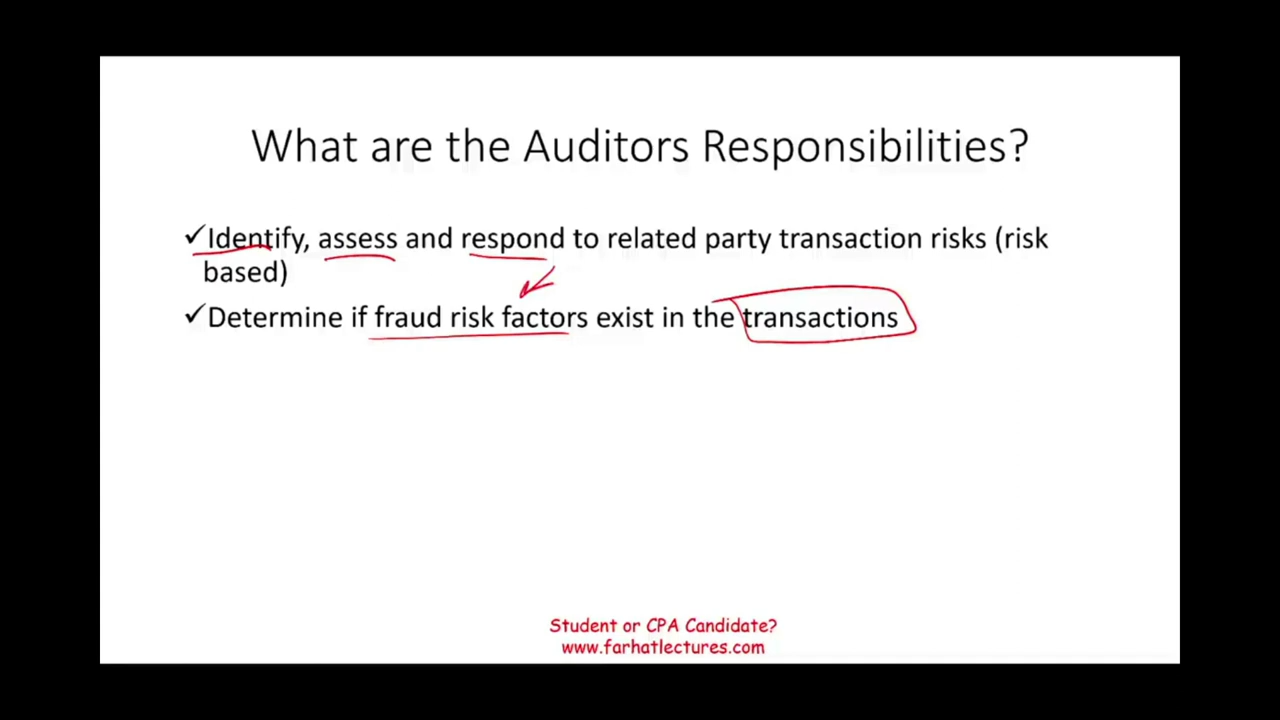 What are the Auditors Responsibilities?
✓Identify, assess and respond to related party transaction risks (risk
based)
✓Determine if fraud risk factors exist in the transactions
Student or CPA Candidate?
www.farhatlectures.com